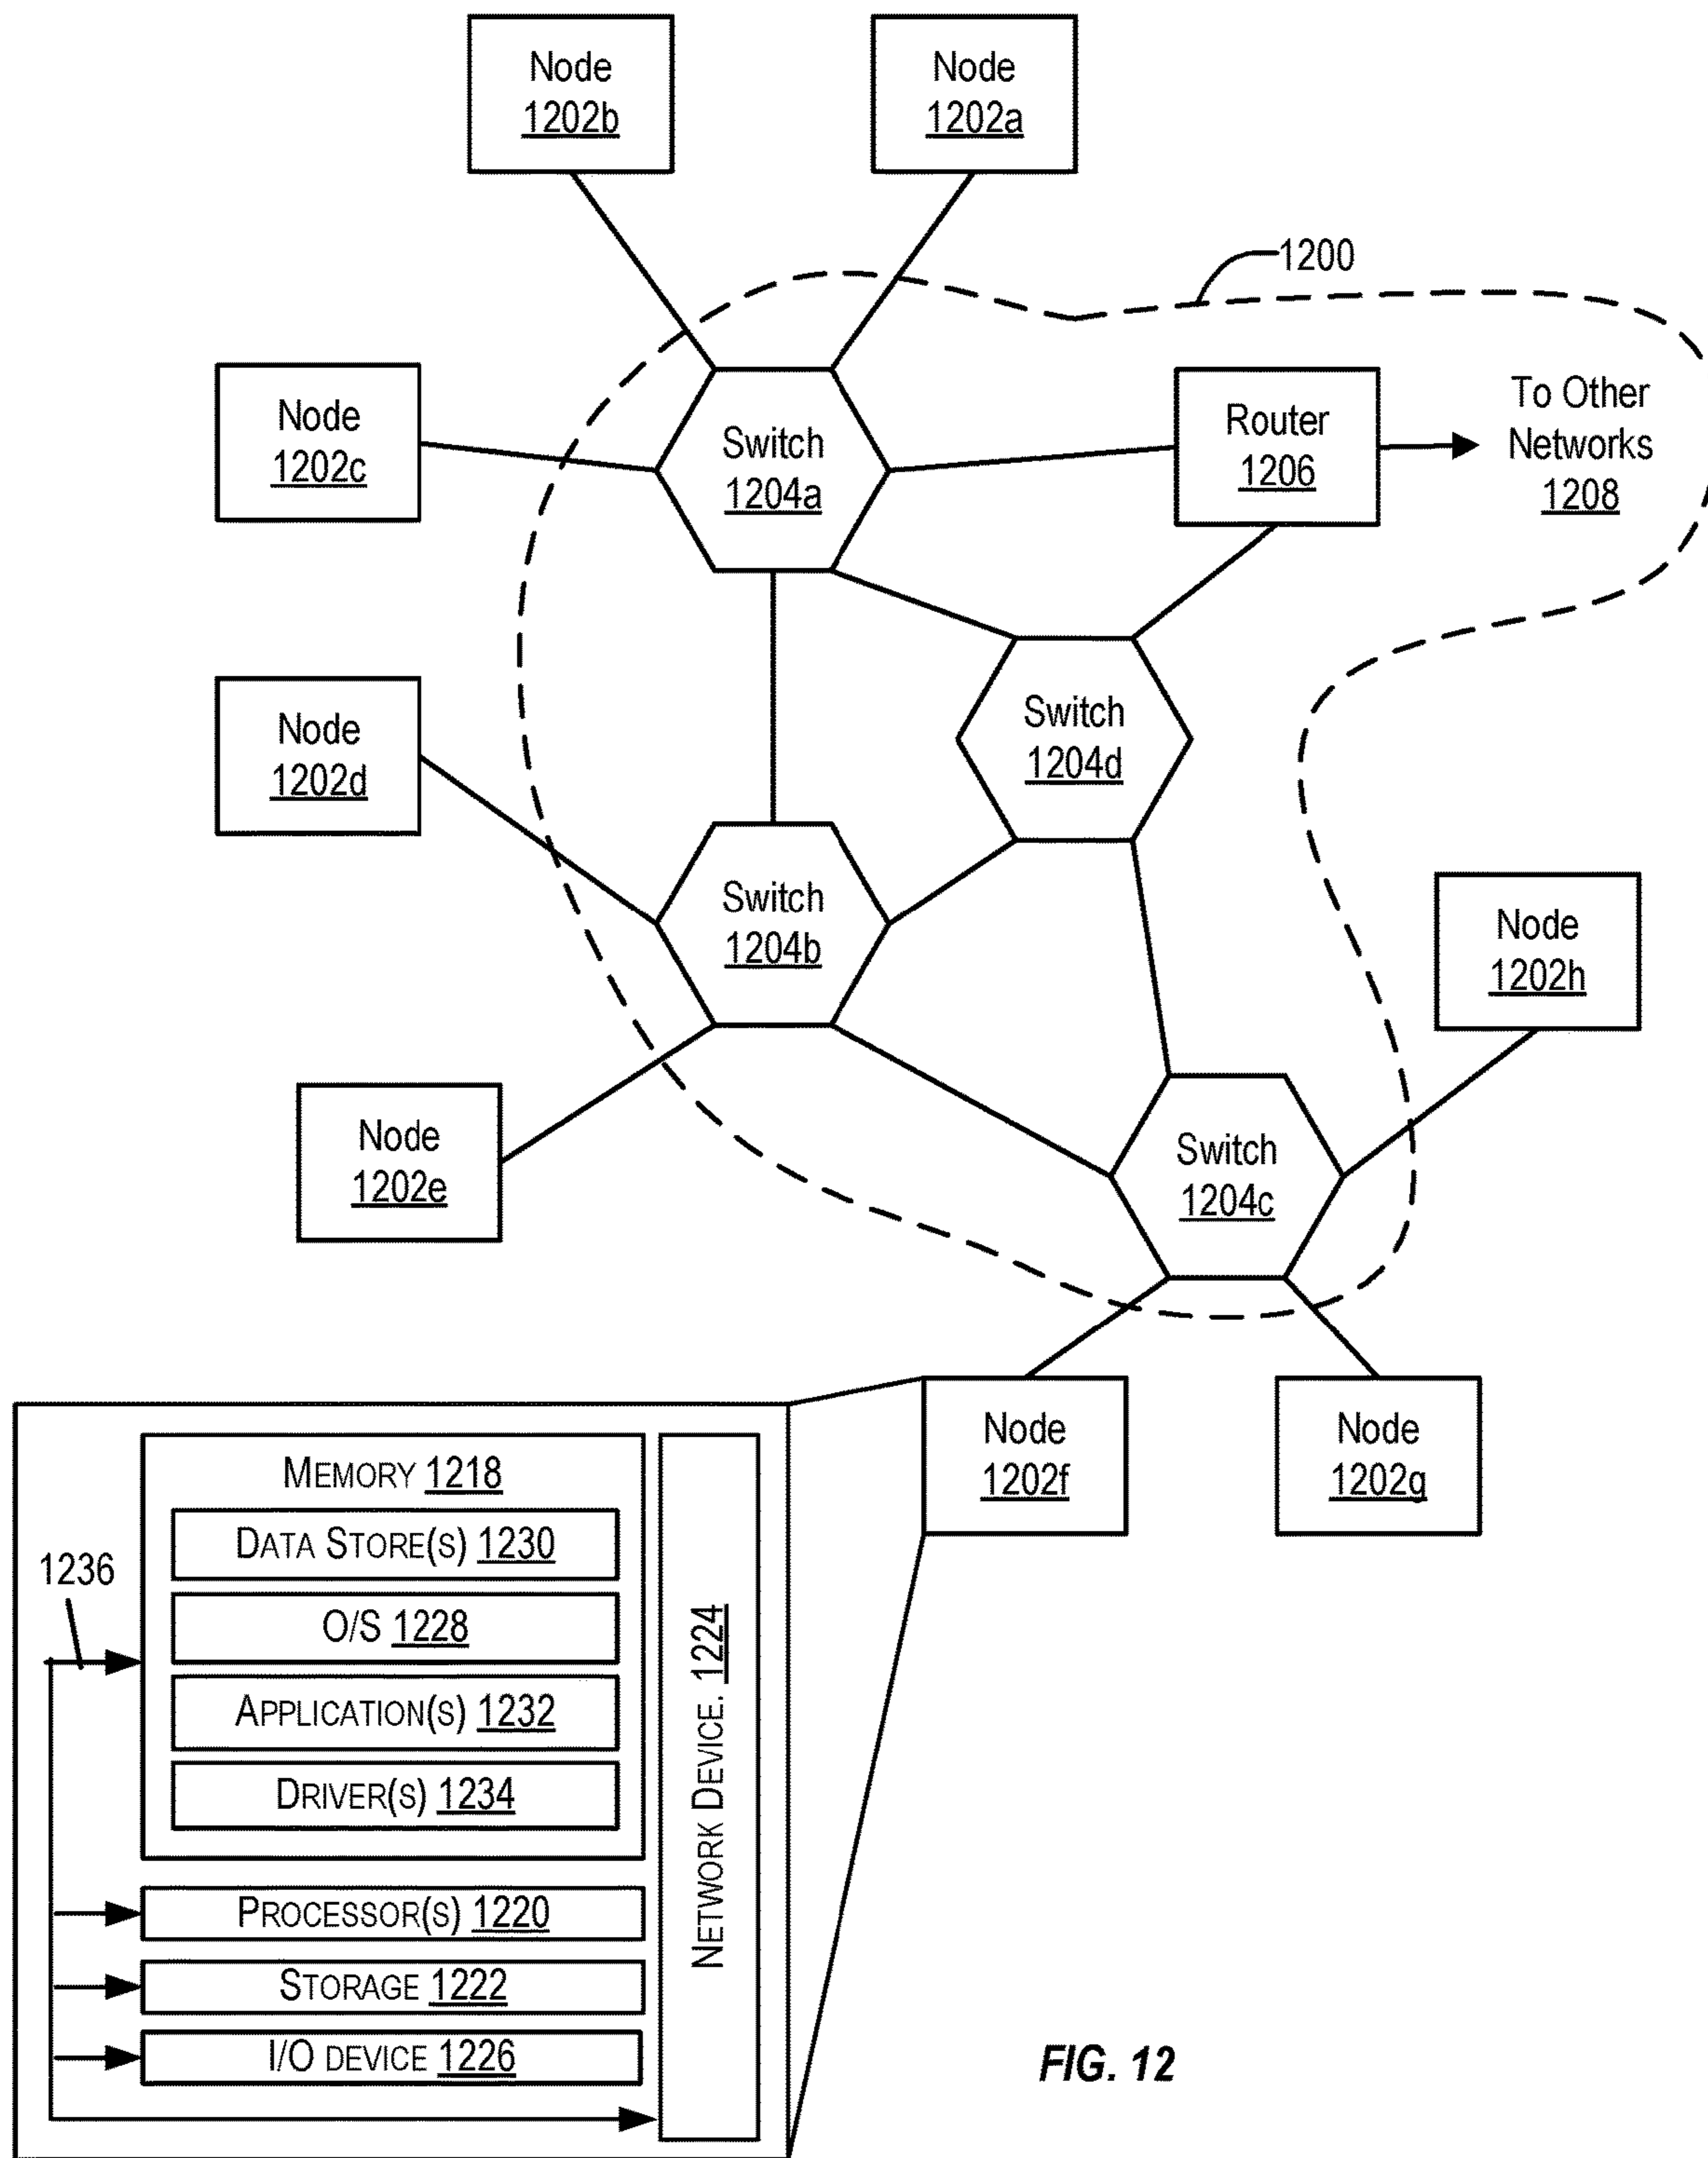 Node
1202b
Node
1202a
1200
Node
1202c
Switch
1204a
Router
1206
To Other
Networks
1208
Node
1202d
Switch
1204d
Switch
1204b
Node
1202h
Node
1202e
Switch
1204c
Node
1202f
Node
1202g
MEMORY 1218
DATA STORE(S) 1230
1236
O/S 1228
APPLICATION(S) 1232
DRIVER(S) 1234
NETWORK DEVICE. 1224
PROCESSOR(S) 1220
STORAGE 1222
I/O DEVICE 1226
FIG. 12